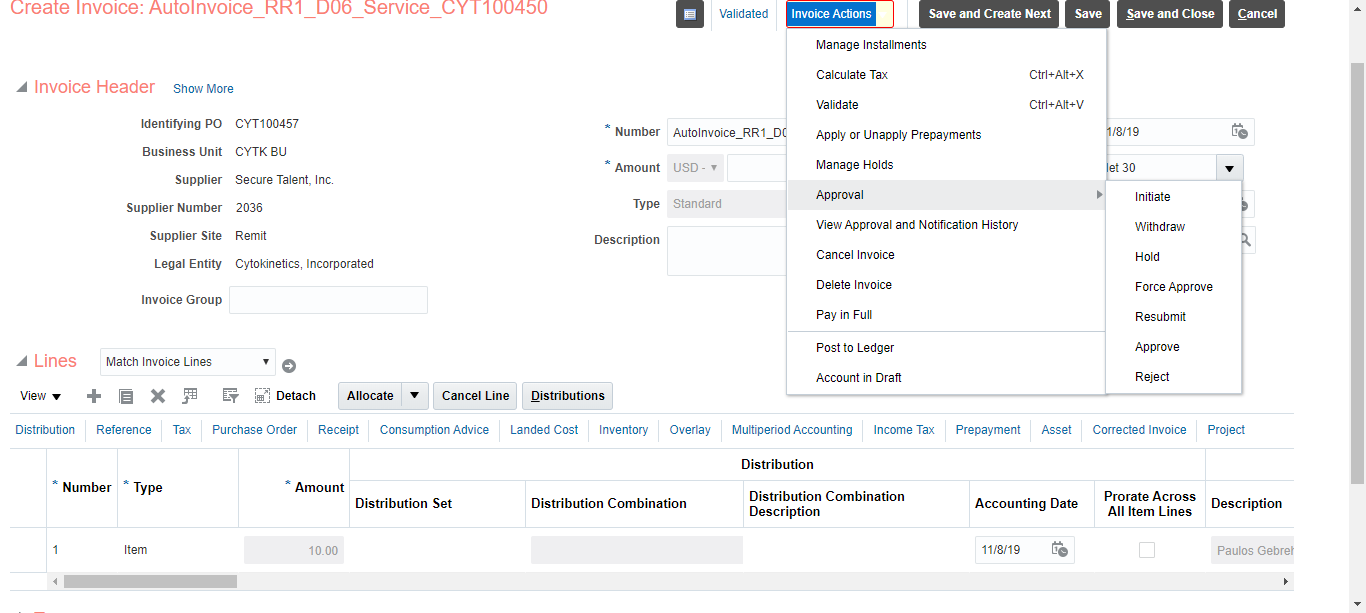 Create Invoice: AutoInvoice_RR1_D06_Service_CYT100450
Validated
Invoice Actions
Save and Create Next
Save
Save and Close
Cancel
Manage Installments
Calculate Tax Ctrl+Alt+X
Validate Ctrl+Alt+V
Apply or Unapply Prepayments
Manage Holds
Approval
View Approval and Notification History
Cancel Invoice
Delete Invoice
Pay in Full
Post to Ledger
Account in Draft
Initiate
Withdraw
Hold
Force Approve
Resubmit
Approve
Reject
Invoice Header Show More
Identifying PO CYT100457
Business Unit CYTK BU
Supplier Secure Talent, Inc.
Supplier Number 2036
Supplier Site Remit
Legal Entity Cytokinetics, Incorporated
Invoice Group
* Number AutoInvoice_RR1_D0
* Amount USD -
Type Standard
Description
1/8/19
et 30
Lines Match Invoice Lines
View Detach Allocate Cancel Line Distributions
Distribution Reference Tax Purchase Order Receipt Consumption Advice Landed Cost Inventory Overlay Multiperiod Accounting Income Tax Prepayment Asset Corrected Invoice Project
Distribution
* Number * Type * Amount Distribution Set Distribution Combination Distribution Combination Description Accounting Date Prorate Across All Item Lines Description
1 Item 10.00 11/8/19 Paulos Gebreh